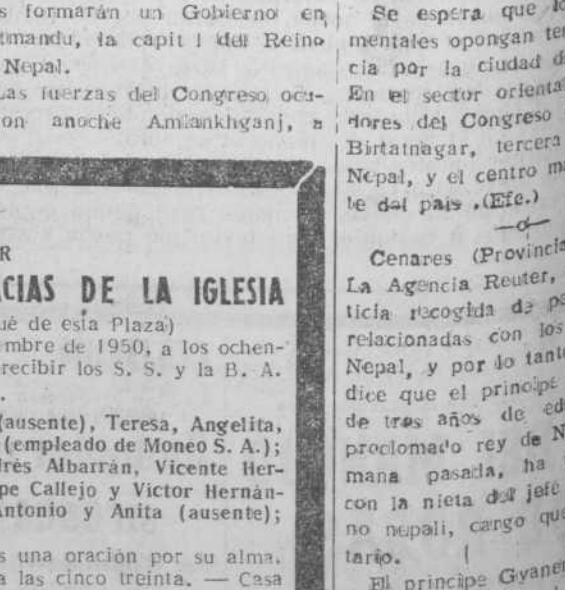 s formarán un Gobierno en
tmandu, la capit l del Reino
Nepal.
Las fuerzas del Congreso ocu-
on anoche Amlankhganj, a
R
CIAS DE LA IGLESIA
ué de esta Plaza)
mbre de 1950, a los ochen-
recibir los S. S. y la B. A.
.
(ausente), Teresa, Angelita,
(empleado de Moneo S. A.);
drés Albarrán, Vicente Her-
pe Callejo y Víctor Hernán-
Antonio y Anita (ausente);
s una oración por su alma.
a las cinco treinta. — Casa
Se espera que lo
mentales opongan
cia por la ciudad d
En el sector orienta
dores del Congreso
Birtatnagar, tercera
Nepal, y el centro m
te del país .(Efe.)
Cenares (Provincia
La Agencia Reuter,
ticia recogida de p
relacionadas con los
Nepal, y por lo tant
dice que el príncipe
de tres años de ed
proclomado rey de N
mana pasada, ha
con la nieta del jefe
no nepali, cargo que
tario.
El príncipe Gyaner